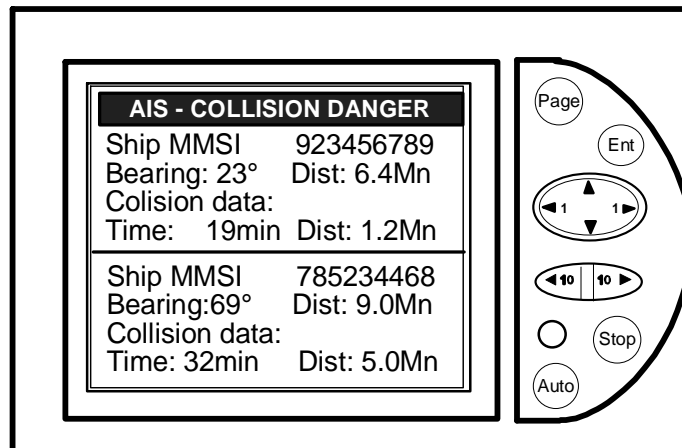 AIS - COLLISION DANGER
Ship MMSI 923456789
Bearing: 23° Dist: 6.4Mn
Colision data:
Time: 19min Dist: 1.2Mn
Ship MMSI 785234468
Bearing:69° Dist: 9.0Mn
Collision data:
Time: 32min Dist: 5.0Mn
Page
Ent
1 1
10 10
Stop
Auto